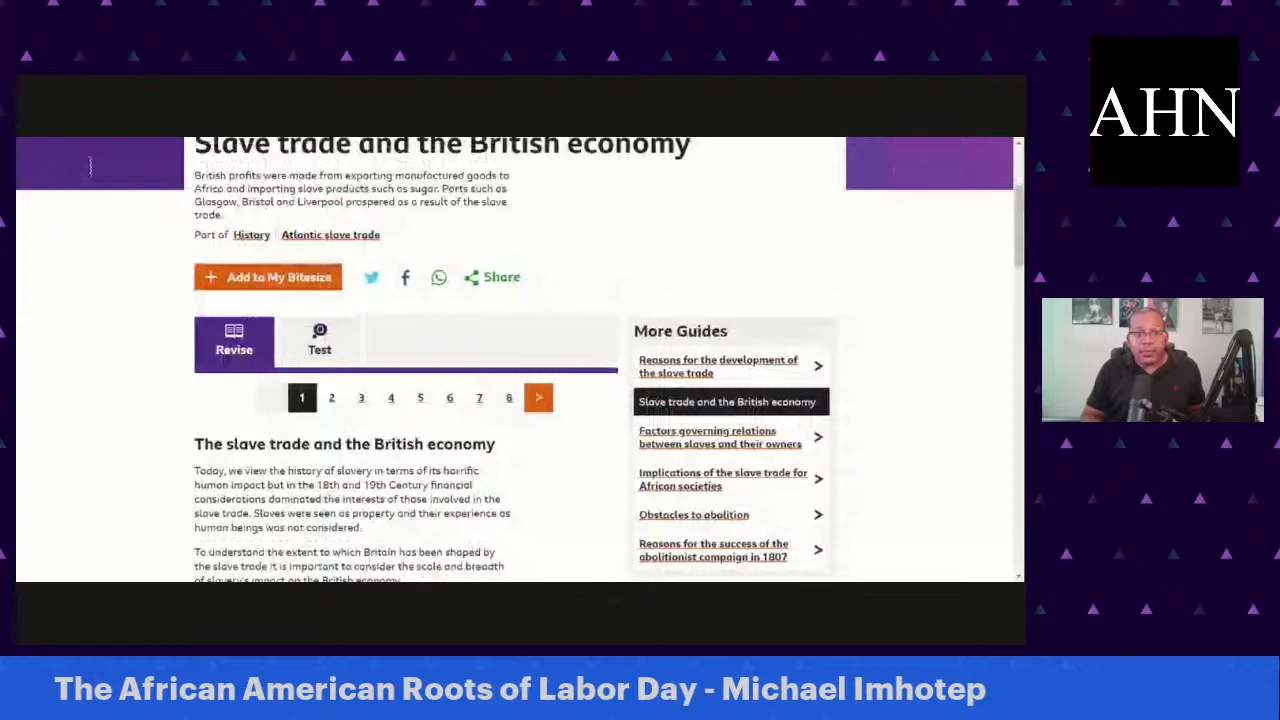 AHN
Slave trade and the British economy
British profits were made from exporting manufactured goods to
Africa and importing slave products such as sugar. Ports such as
Glasgow, Bristol and Liverpool prospered as a result of the slave
trade.
Part of History Atlantic slave trade
+ Add to My Bitesize Share
Revise
Test
1 2 3 4 5 6 7 8 >
The slave trade and the British economy
Today, we view the history of slavery in terms of its horrific
human impact but in the 18th and 19th Century financial
considerations dominated the interests of those involved in the
slave trade. Slaves were seen as property and their experience as
human beings was not considered.
To understand the extent to which Britain has been shaped by
the slave trade it is important to consider the scale and breadth
of slavery's impact on the British economy.
More Guides
Reasons for the development of
the slave trade
Slave trade and the British economy
Factors governing relations
between slaves and their owners
Implications of the slave trade for
African societies
Obstacles to abolition
Reasons for the success of the
abolitionist campaign in 1807
The African American Roots of Labor Day - Michael Imhotep